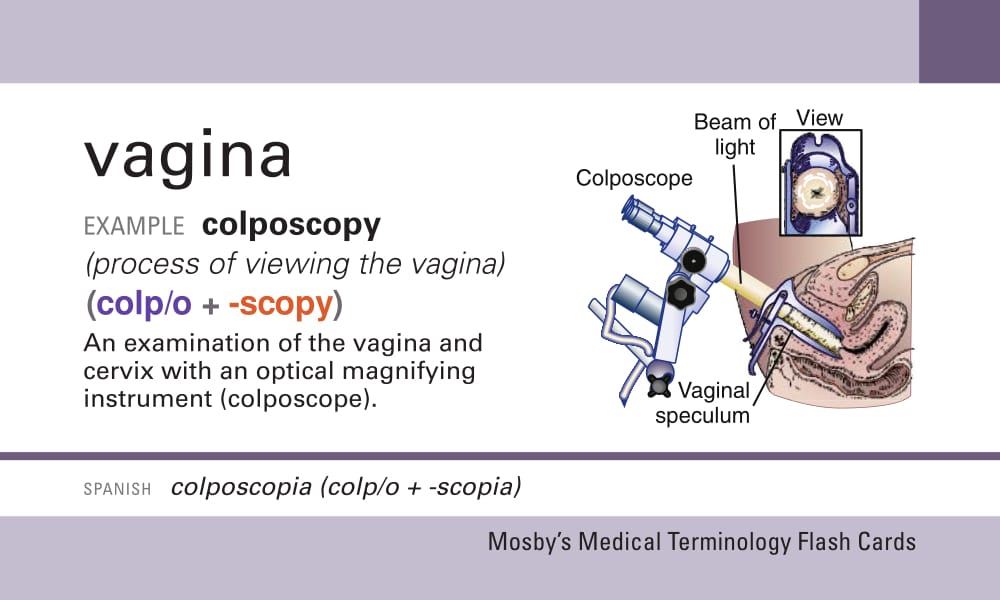 vagina
EXAMPLE colposcopy
(process of viewing the vagina)
(colp/o + -scopy)
An examination of the vagina and
cervix with an optical magnifying
instrument (colposcope).
Colposcope
Beam of
light
View
Vaginal
speculum
SPANISH colposcopia (colp/o + -scopia)
Mosby's Medical Terminology Flash Cards